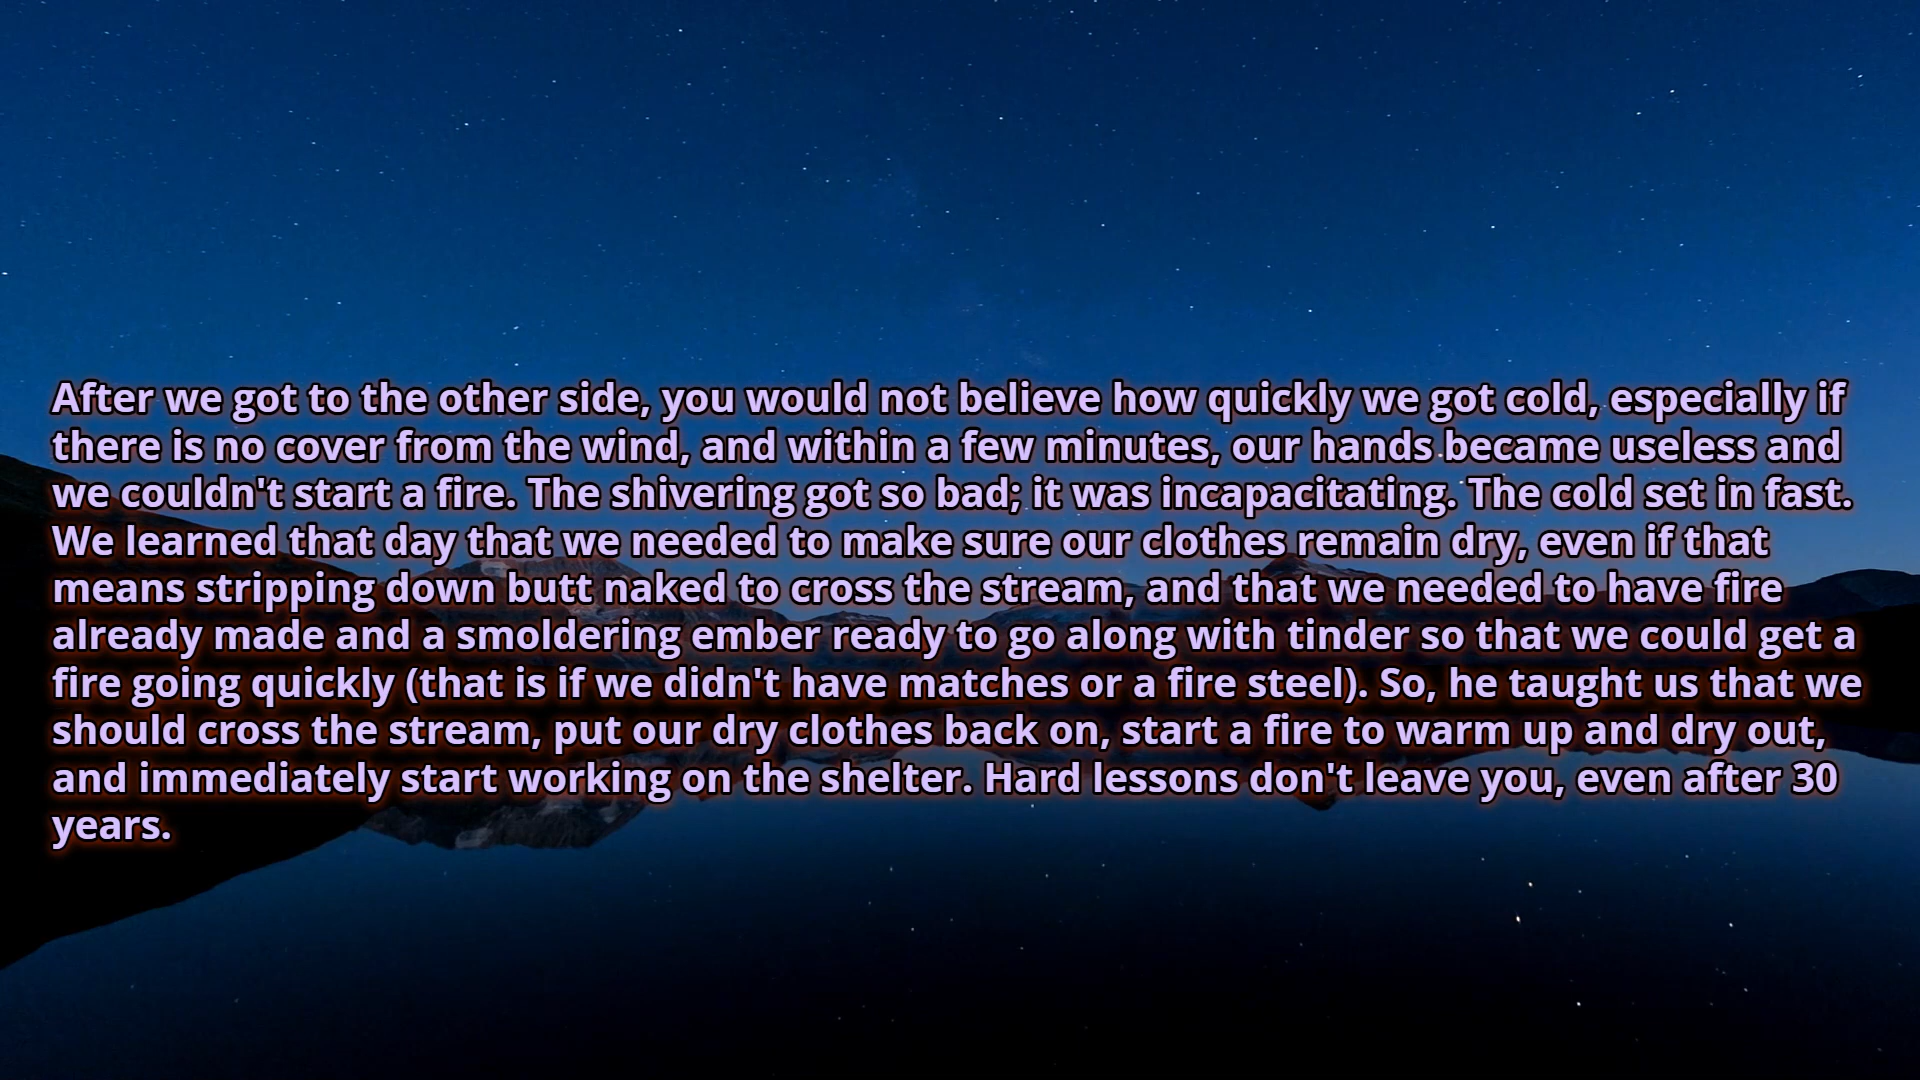 After we got to the other side, you would not believe how quickly we got cold, especially if
there is no cover from the wind, and within a few minutes, our hands became useless and
we couldn't start a fire. The shivering got so bad; it was incapacitating. The cold set in fast.
We learned that day that we needed to make sure our clothes remain dry, even if that
means stripping down butt naked to cross the stream, and that we needed to have fire
already made and a smoldering ember ready to go along with tinder so that we could get a
fire going quickly (that is if we didn't have matches or a fire steel). So, he taught us that we
should cross the stream, put our dry clothes back on, start a fire to warm up and dry out,
and immediately start working on the shelter. Hard lessons don't leave you, even after 30
years.